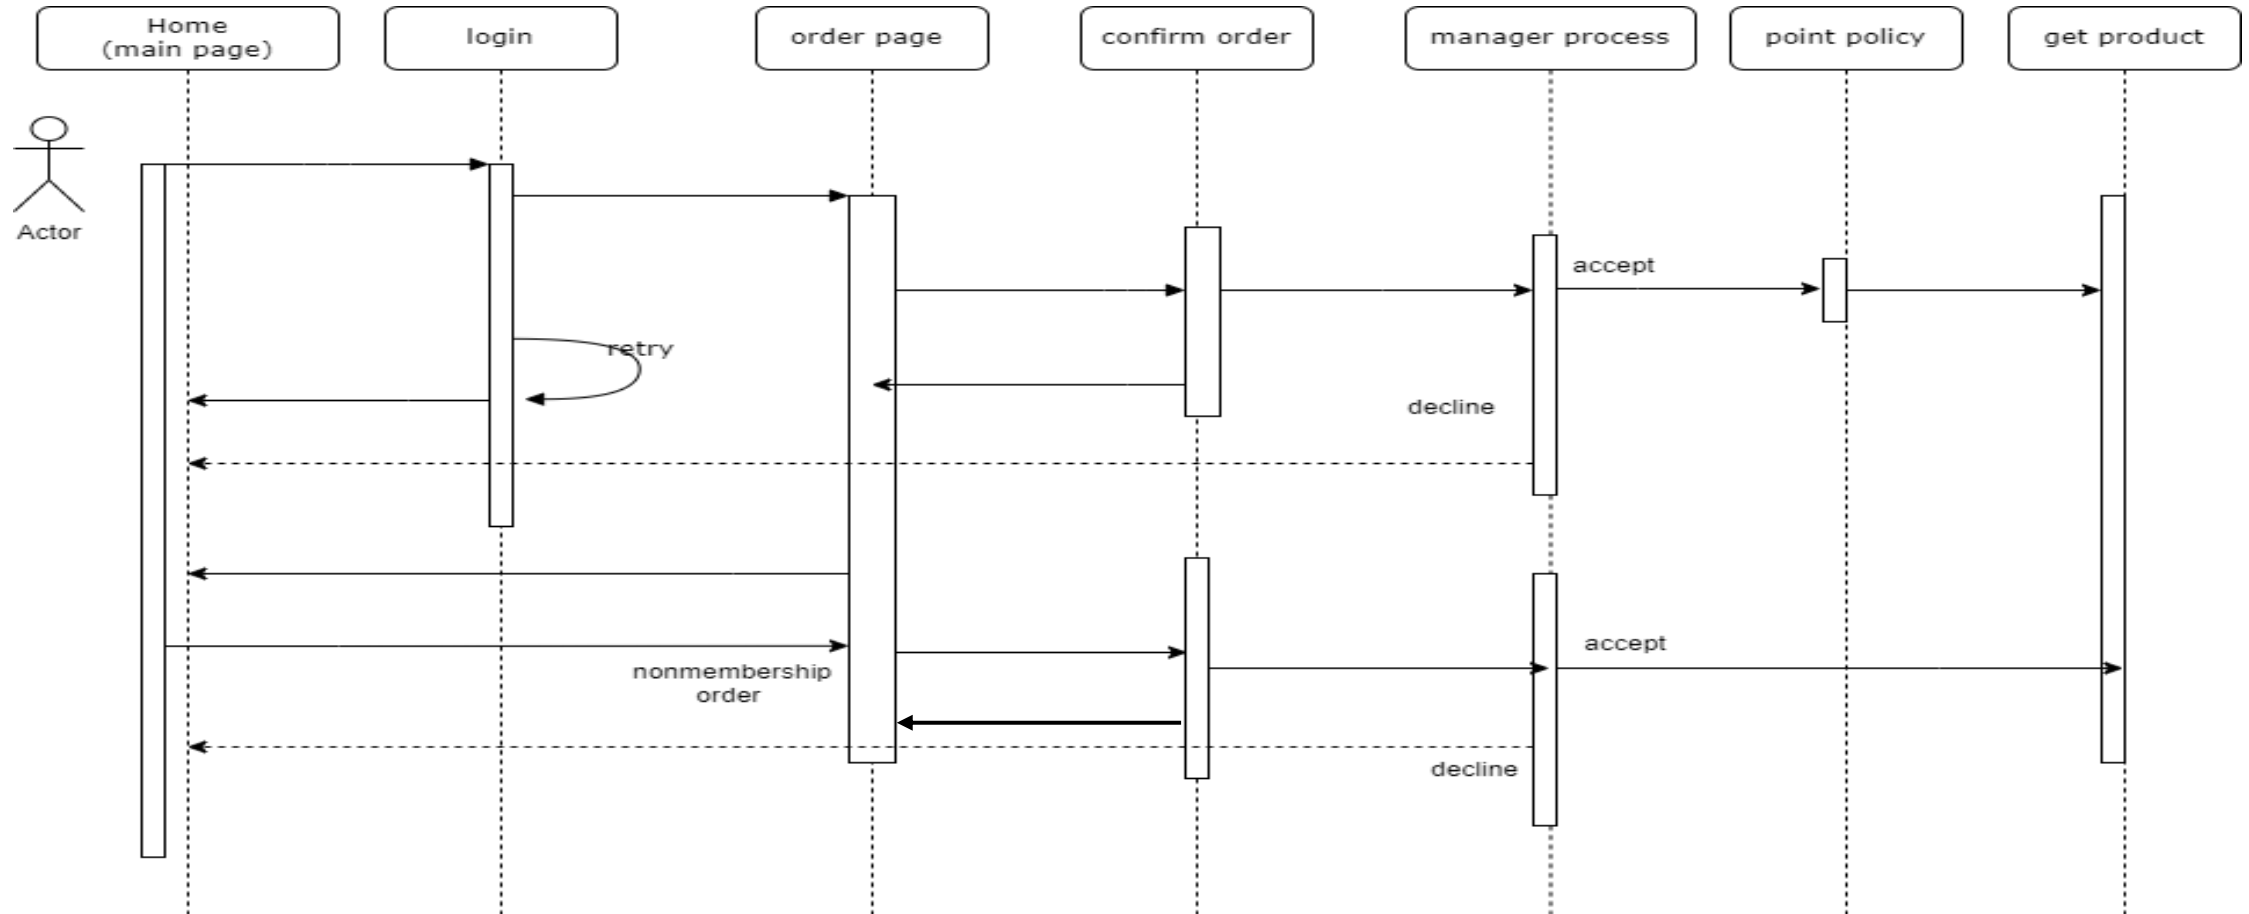 Home
(main page)
login
order page
confirm order
manager process
point policy
get product
Actor
accept
retry
decline
accept
nonmembership
order
decline